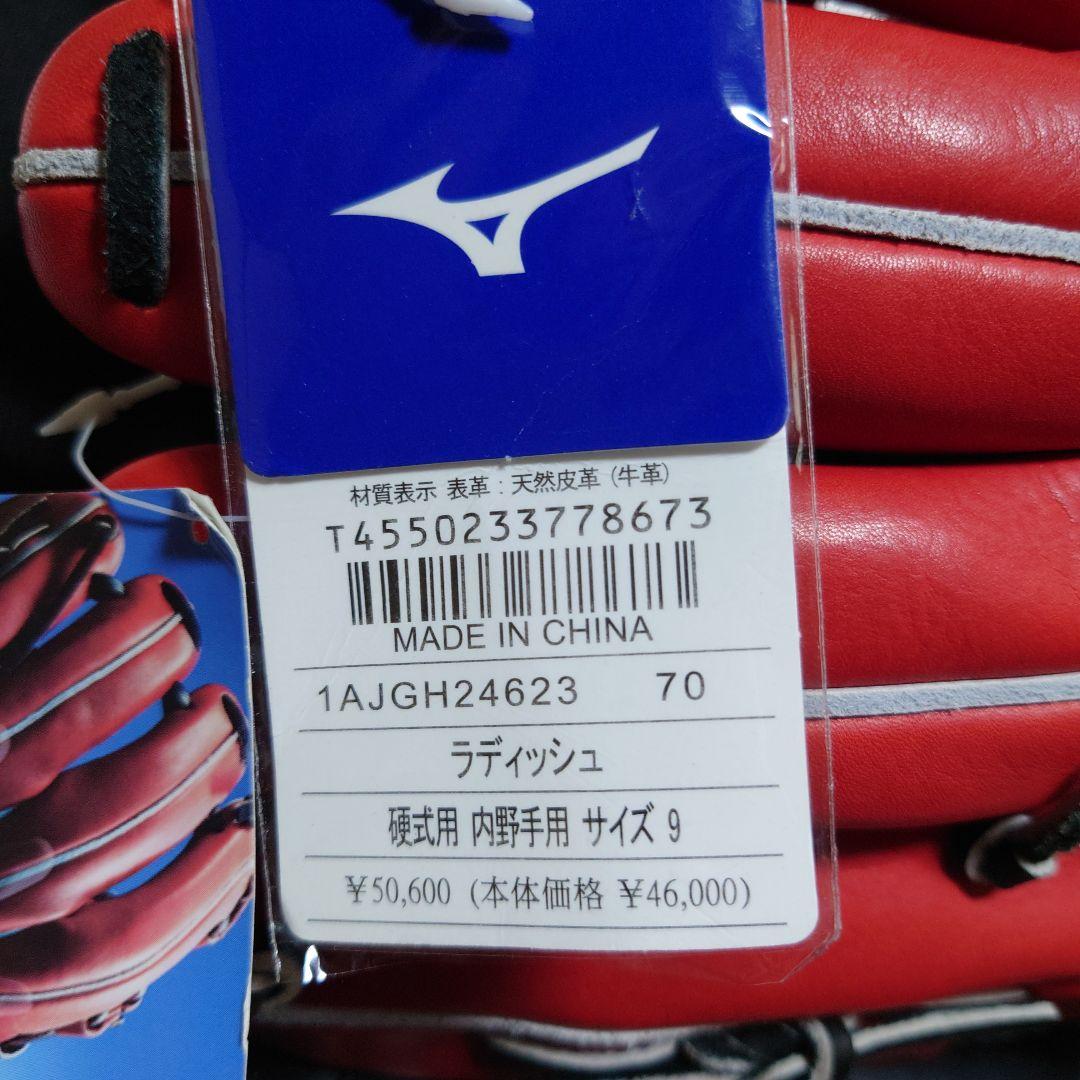 材質表示 表革：天然皮革（牛革）
T4550233778673
MADE IN CHINA
1AJGH24623 70
ラディッシュ
硬式用 内野手用 サイズ 9
￥50,600（本体価格 ￥46,000）